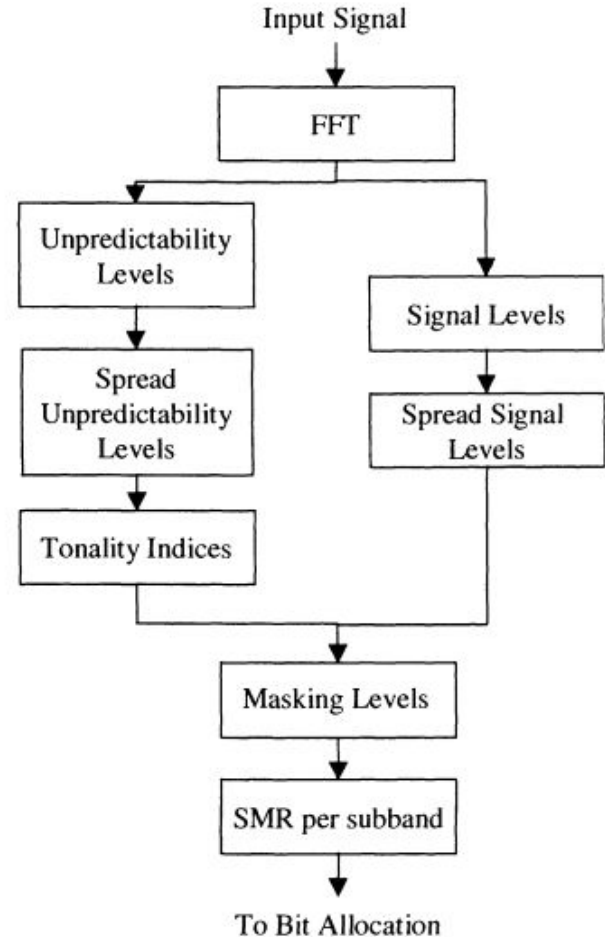 Input Signal
FFT
Unpredictability
Levels
Signal Levels
Spread
Unpredictability
Levels
Spread Signal
Levels
Tonality Indices
Masking Levels
SMR per subband
To Bit Allocation